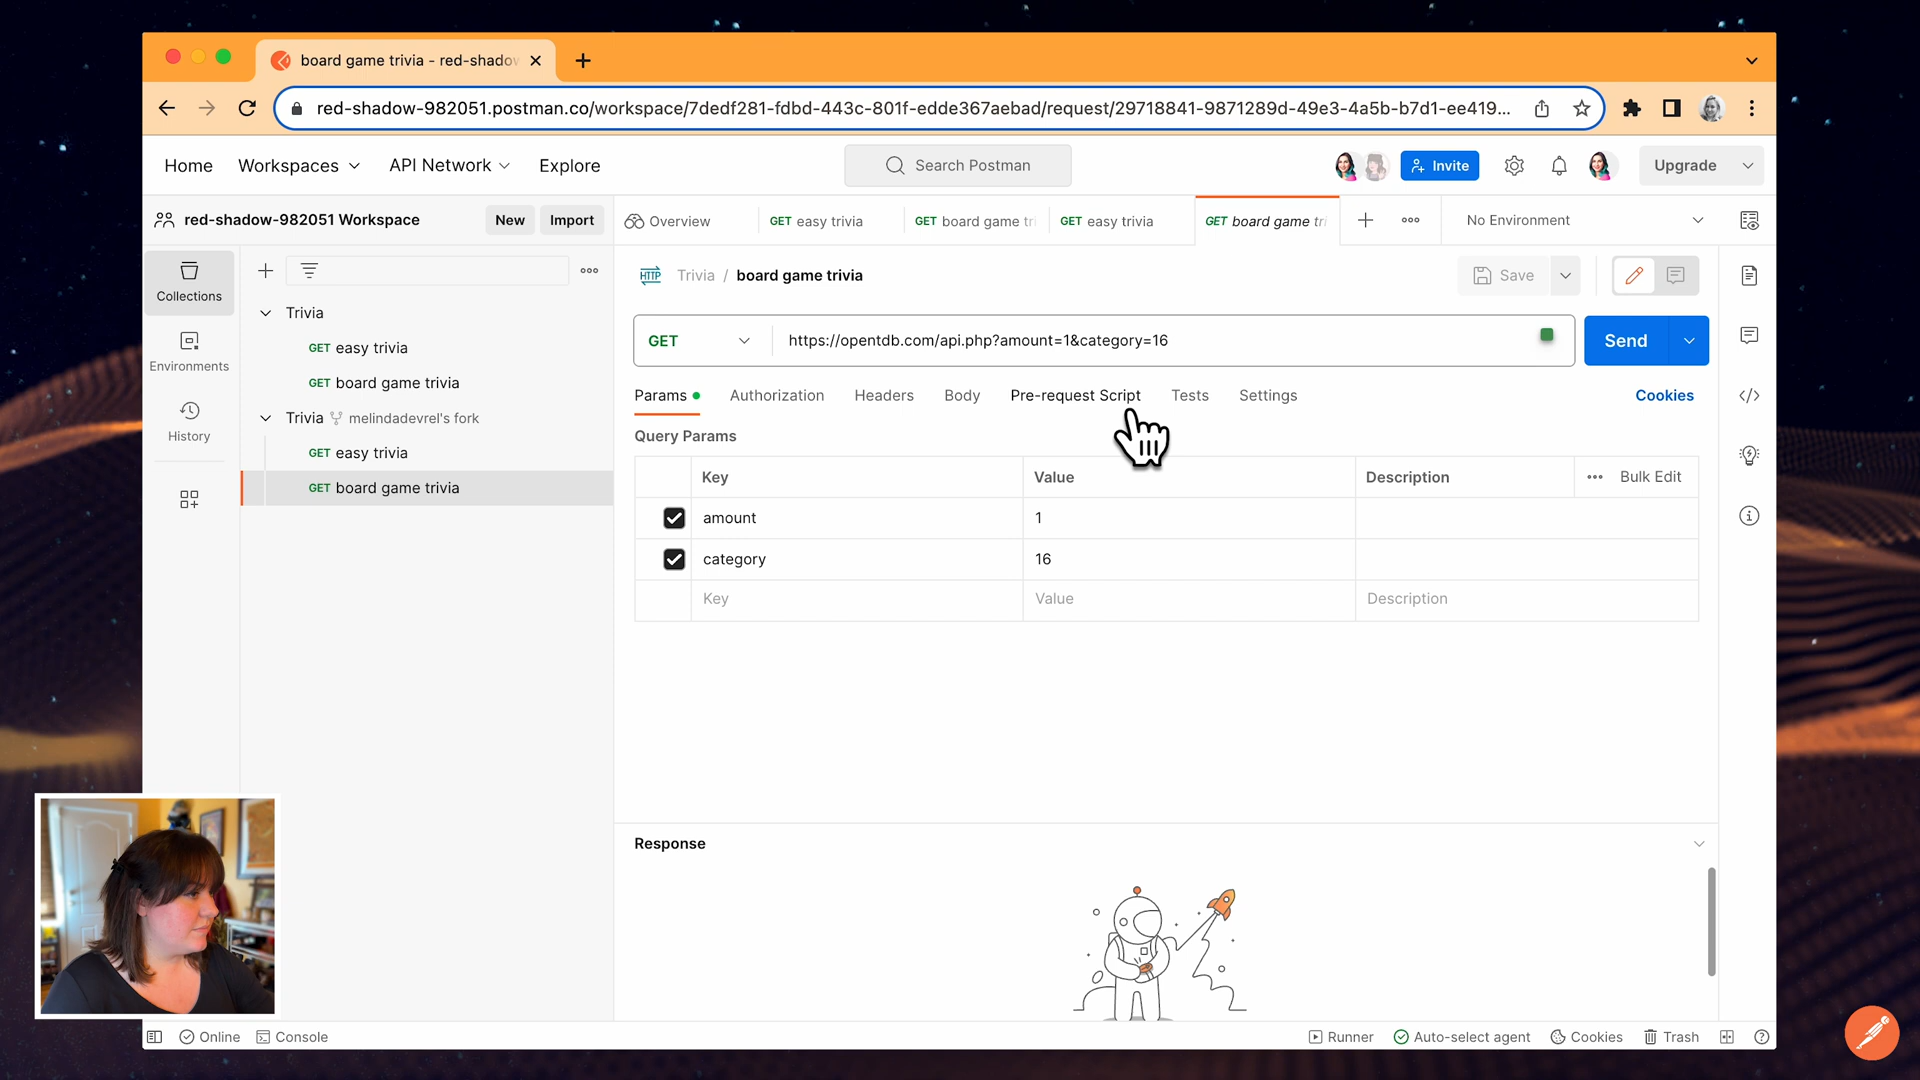 board game trivia - red-shadow
red-shadow-982051.postman.co/workspace/7dedf281-fdbd-443c-801f-edde367aebad/request/29718841-9871289d-49e3-4a5b-b7d1-ee419...
Home Workspaces API Network Explore Search Postman Invite Upgrade
red-shadow-982051 Workspace New Import Overview GET easy trivia GET board game tri GET easy trivia GET board game tri No Environment
Collections
Environments
History
Trivia
GET easy trivia
GET board game trivia
Trivia melindadevrel's fork
GET easy trivia
GET board game trivia
HTTP Trivia / board game trivia Save
GET https://opentdb.com/api.php?amount=1&category=16 Send
Params Authorization Headers Body Pre-request Script Tests Settings Cookies
Query Params
Key Value Description Bulk Edit
amount 1
category 16
Key Value Description
Response
Online Console Runner Auto-select agent Cookies Trash